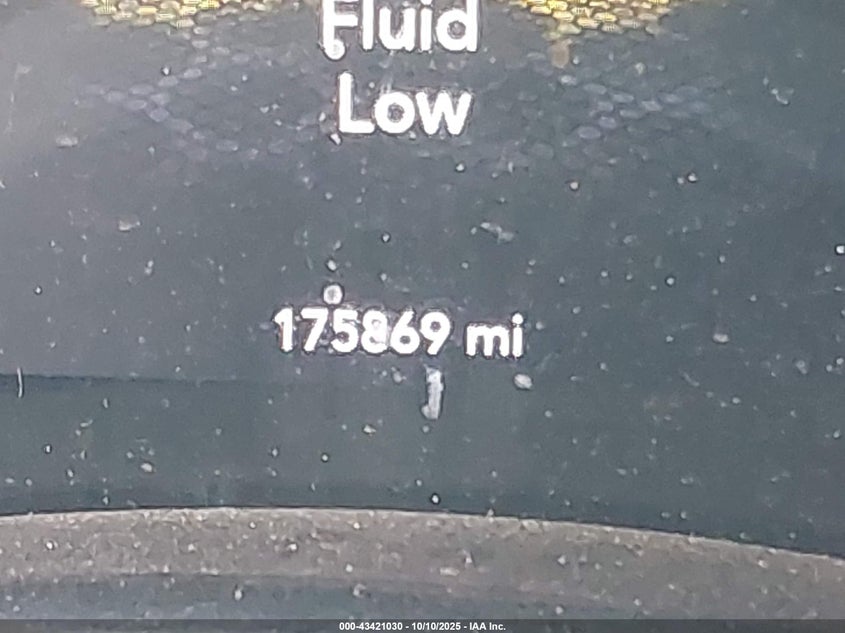 Fluid
Low
175869 mi
000-43421030 - 10/10/2025 - IAA Inc.